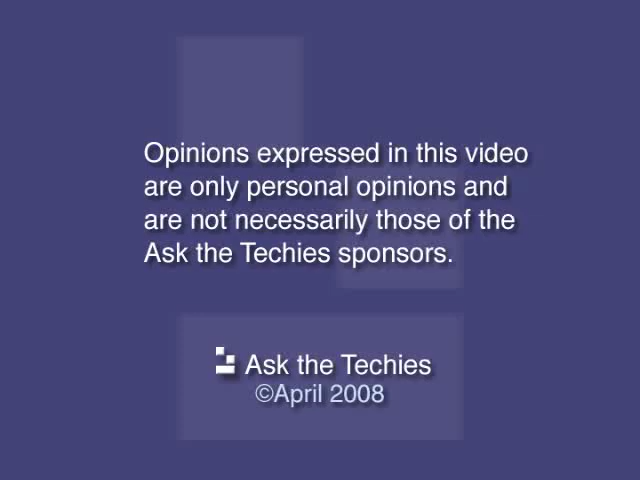 Opinions expressed in this video
are only personal opinions and
are not necessarily those of the
Ask the Techies sponsors.
Ask the Techies
©April 2008